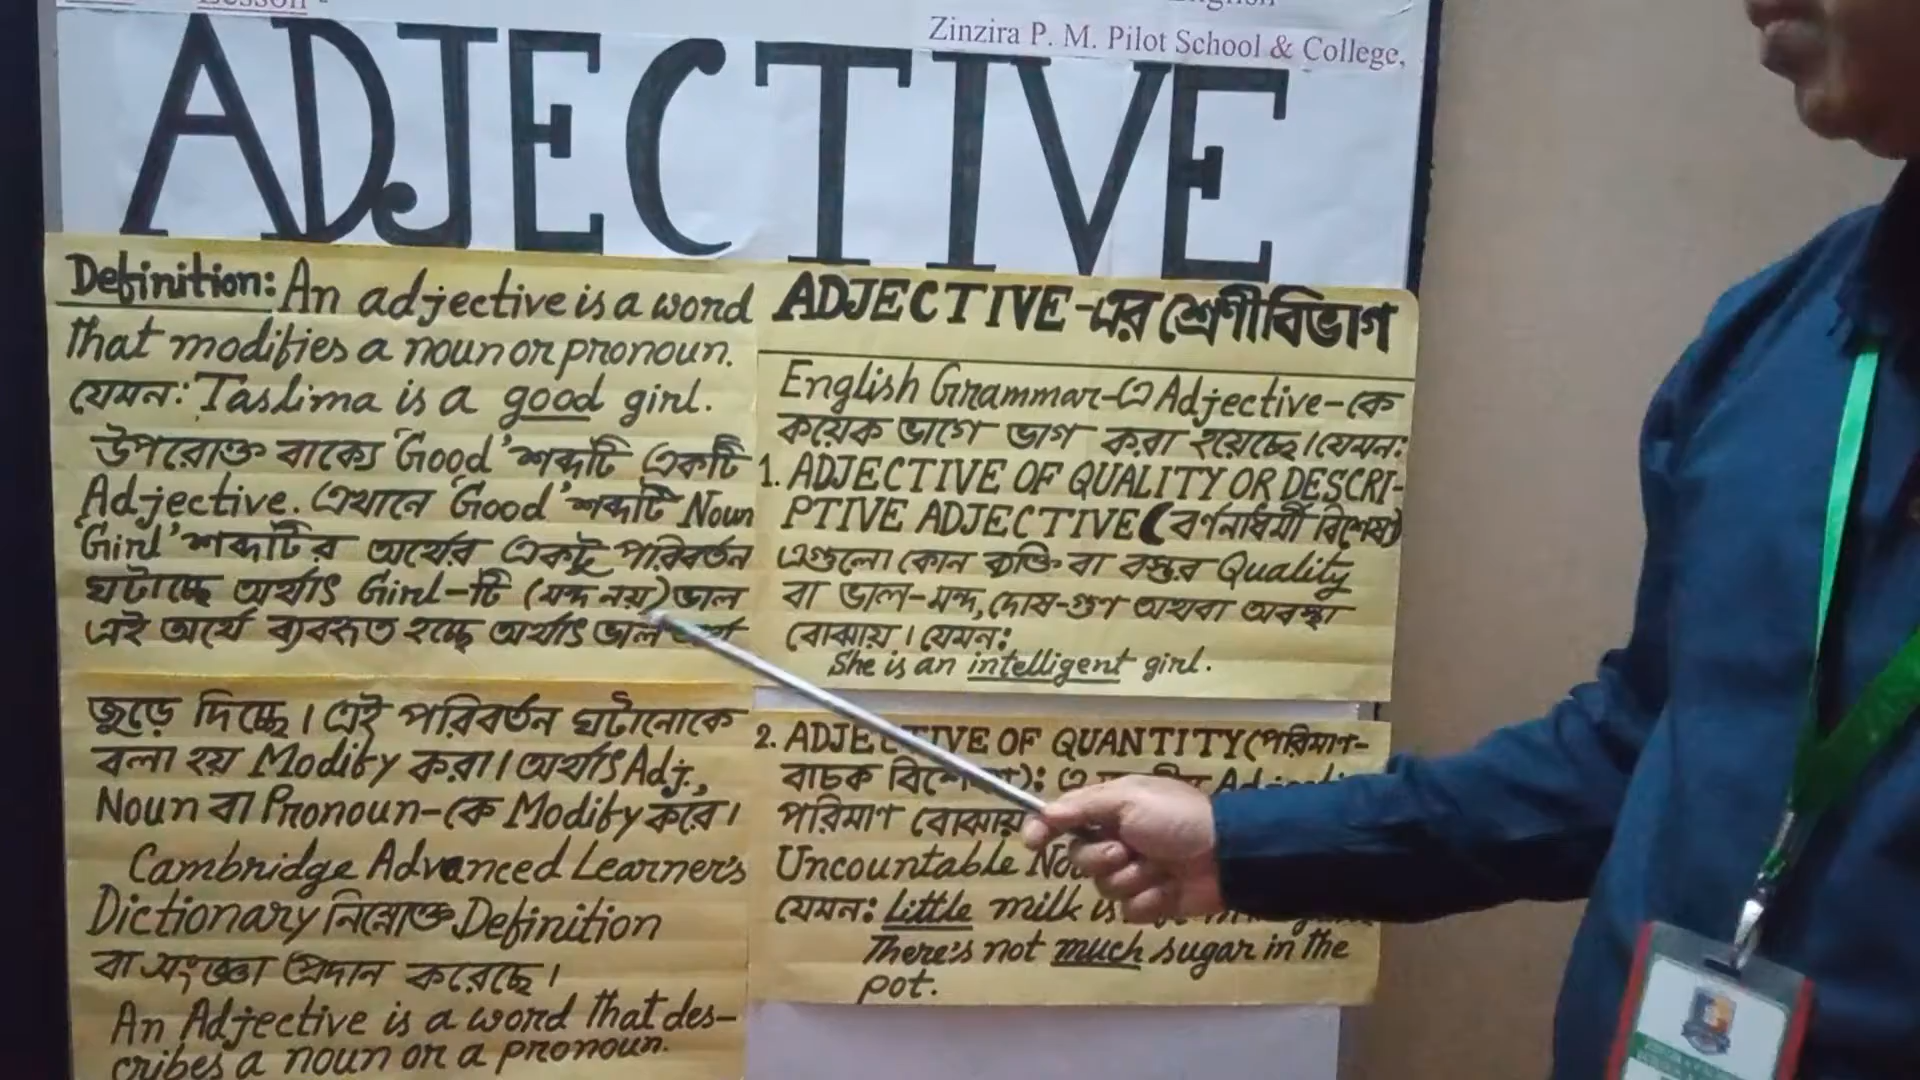 Lesson
English
Zinzira P. M. Pilot School & College,
ADJECTIVE
Definition: An adjective is a word
that modifies a noun or pronoun.
যেমন: Taslima is a good girl.
উপরোক্ত বাক্যে 'Good' শব্দটি একটি
Adjective. এখানে 'Good' শব্দটি Noun
'Girl' শব্দটির অর্থের একটু পরিবর্তন
ঘটাচ্ছে অর্থাৎ Girl-টি (মন্দ নয়) ভাল
এই অর্থে ব্যবহৃত হচ্ছে অর্থাৎ ভাল
জুড়ে দিচ্ছে। এই পরিবর্তন ঘটানোকে
বলা হয় Modify করা। অর্থাৎ Adj.,
Noun বা Pronoun-কে Modify করে।
Cambridge Advanced Learner's
Dictionary নিম্নোক্ত Definition
বা সংজ্ঞা প্রদান করেছে।
An Adjective is a word that des-
cribes a noun or a pronoun.
ADJECTIVE-এর শ্রেণীবিভাগ
English Grammar-এ Adjective-কে
কয়েক ভাগে ভাগ করা হয়েছে। যেমন:
1. ADJECTIVE OF QUALITY OR DESCRI-
PTIVE ADJECTIVE (বর্ণনাধর্মী বিশেষ)
এগুলো কোন ব্যক্তি বা বস্তুর Quality
বা ভাল-মন্দ, দোষ-গুণ অথবা অবস্থা
বোঝায়। যেমন:
She is an intelligent girl.
2. ADJECTIVE OF QUANTITY (পরিমাণ-
বাচক
পরিমাণ বোঝায়
Uncountable
যেমন: Little milk is
There's not much sugar in the
pot.